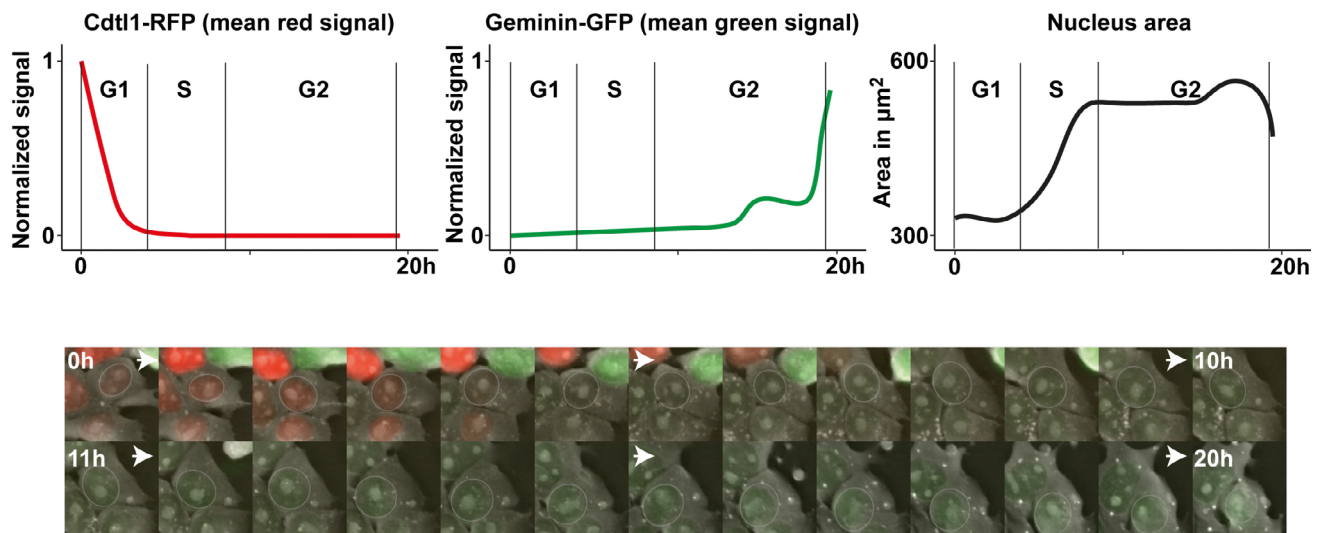 Cdtl1-RFP (mean red signal)
Normalized signal
1
0
G1
S
G2
0
20h
Geminin-GFP (mean green signal)
Normalized signal
1
0
G1
S
G2
0
20h
Nucleus area
Area in µm²
600
300
G1
S
G2
0
20h
0h
10h
11h
20h